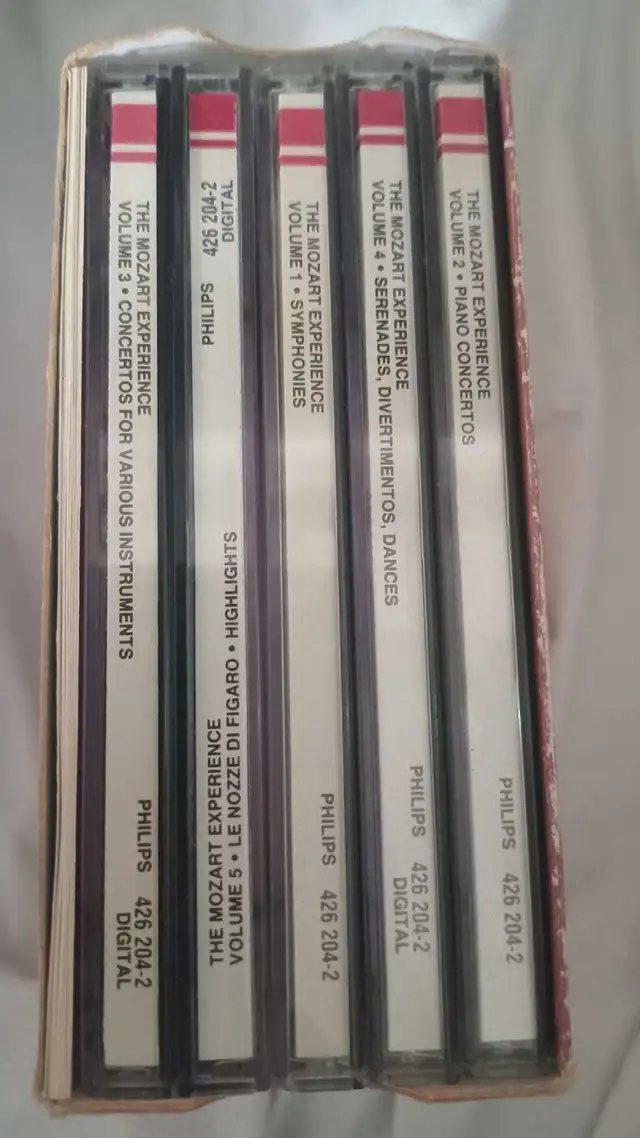 THE MOZART EXPERIENCE
VOLUME 3 • CONCERTOS FOR VARIOUS INSTRUMENTS
PHILIPS 426 204-2
DIGITAL
THE MOZART EXPERIENCE
VOLUME 5 • LE NOZZE DI FIGARO • HIGHLIGHTS
PHILIPS 426 204-2
DIGITAL
THE MOZART EXPERIENCE
VOLUME 1 • SYMPHONIES
PHILIPS 426 204-2
THE MOZART EXPERIENCE
VOLUME 4 • SERENADES, DIVERTIMENTOS, DANCES
PHILIPS 426 204-2
DIGITAL
THE MOZART EXPERIENCE
VOLUME 2 • PIANO CONCERTOS
PHILIPS 426 204-2